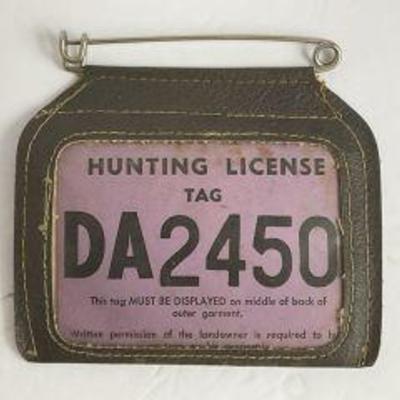 HUNTING LICENSE
TAG
DA2450
This tag MUST BE DISPLAYED on middle of back of
outer garment.
Written permission of the landowner is required to